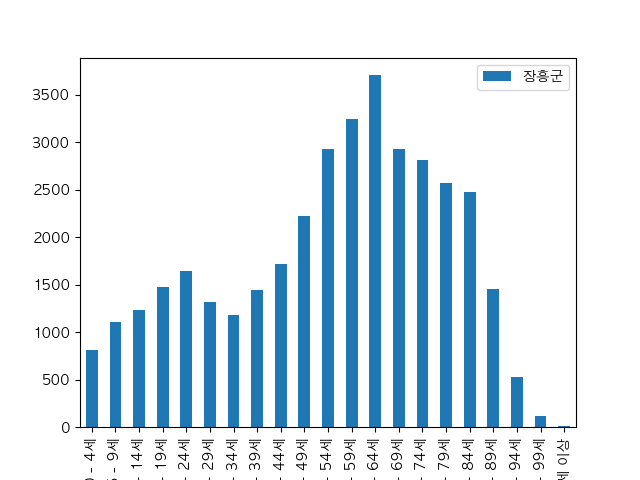 장흥군
3500
3000
2500
2000
1500
1000
500
0
0 - 4세
- 9세
- 14세
- 19세
- 24세
- 29세
- 34세
- 39세
- 44세
- 49세
- 54세
- 59세
- 64세
- 69세
- 74세
- 79세
- 84세
- 89세
- 94세
- 99세
세 이상